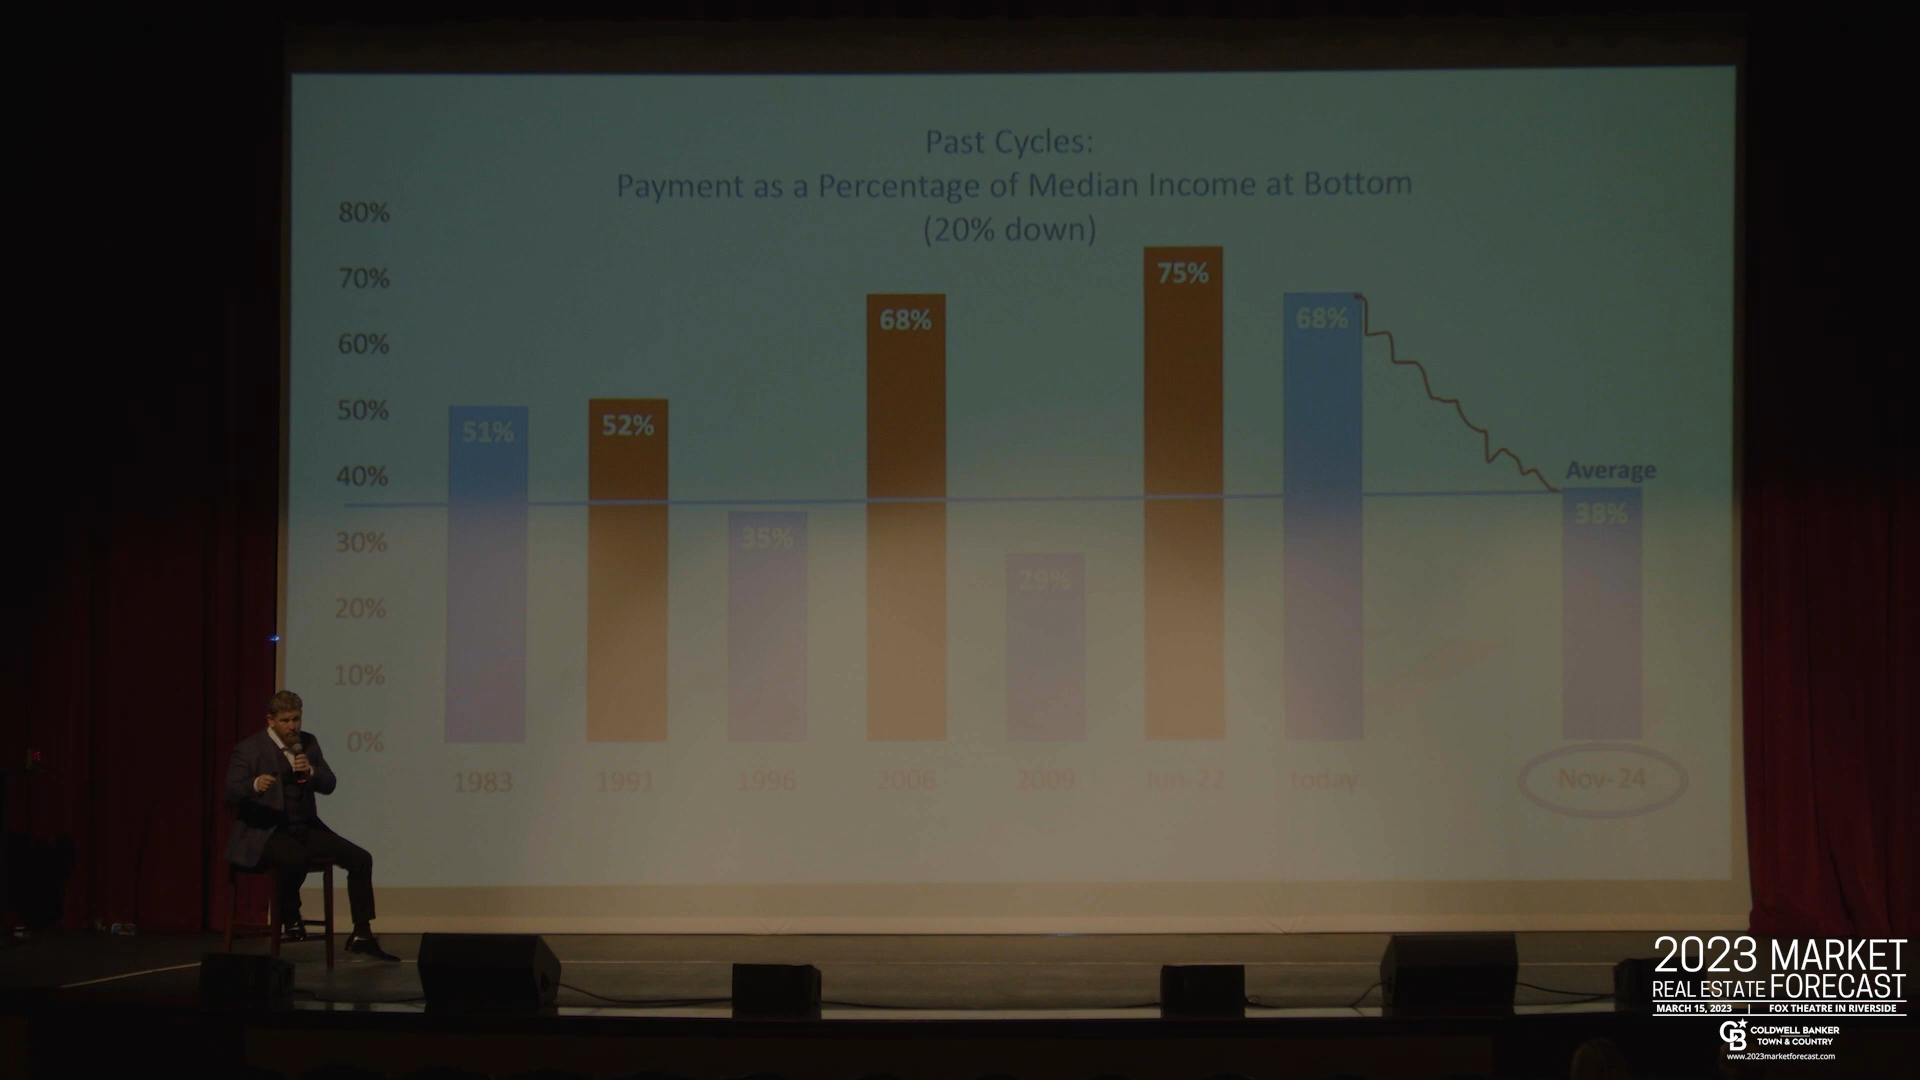 Past Cycles:
Payment as a Percentage of Median Income at Bottom
(20% down)
80%
70%
60%
50%
40%
30%
20%
10%
0%
51%
52%
35%
68%
29%
75%
68%
Average
38%
1983
1991
1996
2006
2009
Jun-22
today
Nov-24
2023 MARKET
REAL ESTATE FORECAST
MARCH 15, 2023 | FOX THEATRE IN RIVERSIDE
CB COLDWELL BANKER
TOWN & COUNTRY
www.2023marketforecast.com